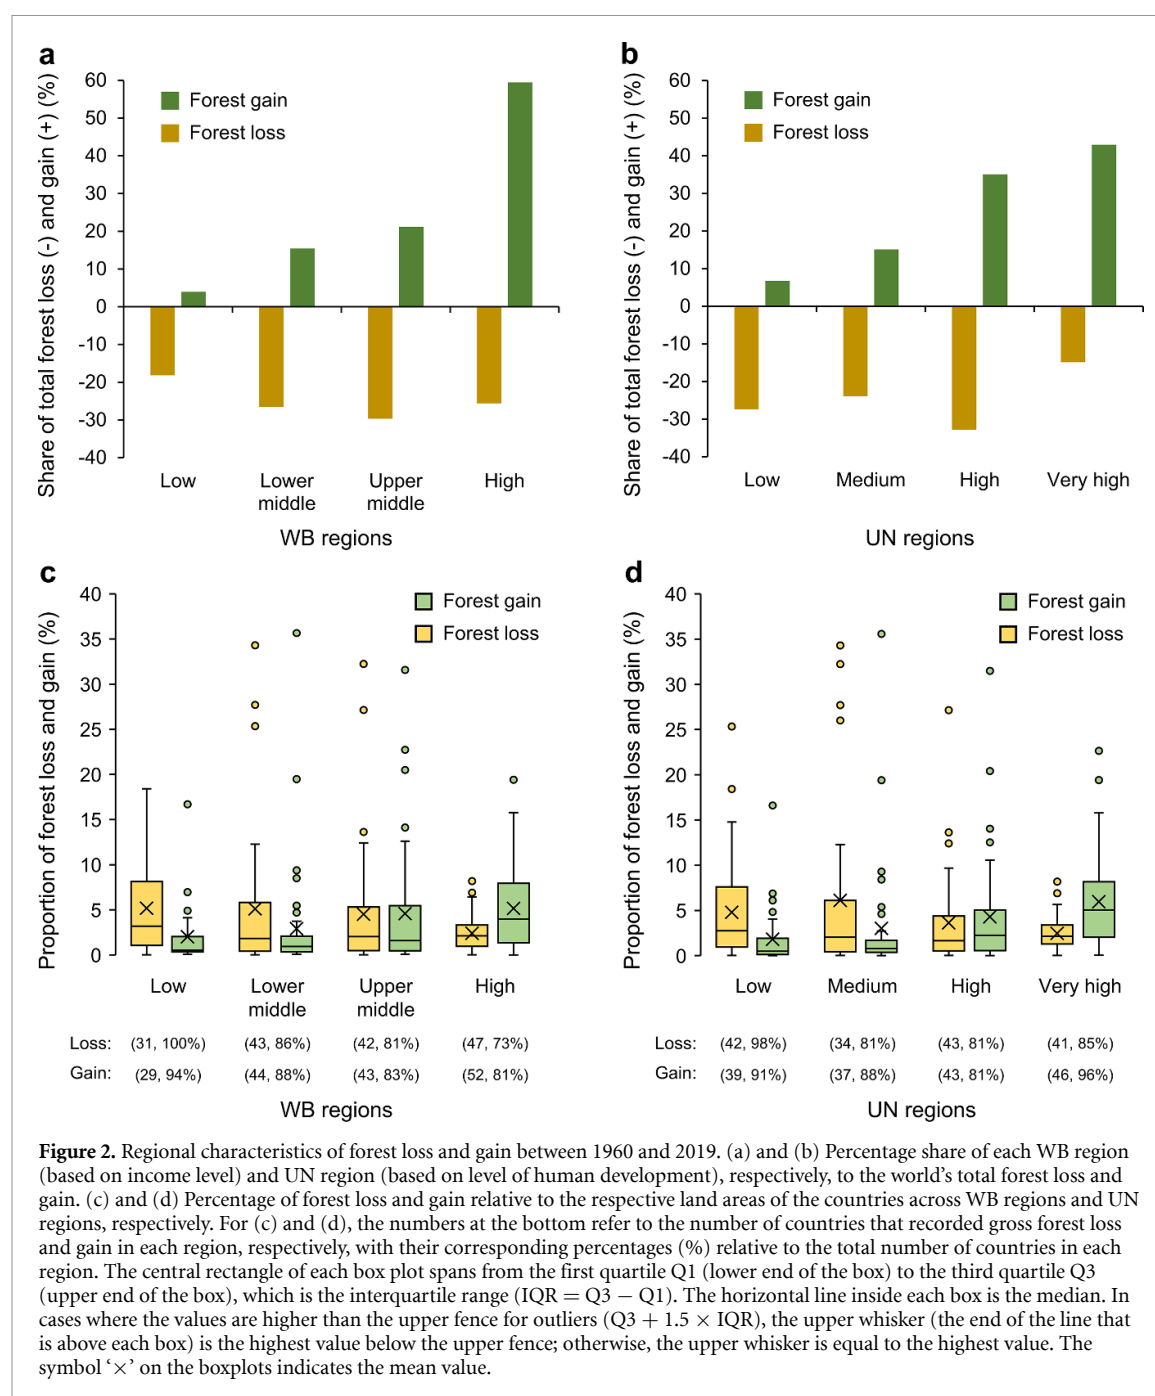 a
Share of total forest loss (-) and gain (+) (%)
60
50
40
30
20
10
0
-10
-20
-30
-40
Forest gain
Forest loss
Low
Lower middle
Upper middle
High
WB regions
b
Share of total forest loss (-) and gain (+) (%)
60
50
40
30
20
10
0
-10
-20
-30
-40
Forest gain
Forest loss
Low
Medium
High
Very high
UN regions
c
Proportion of forest loss and gain (%)
40
35
30
25
20
15
10
5
0
Forest gain
Forest loss
Low
Lower middle
Upper middle
High
Loss: (31, 100%) (43, 86%) (42, 81%) (47, 73%)
Gain: (29, 94%) (44, 88%) (43, 83%) (52, 81%)
WB regions
d
Proportion of forest loss and gain (%)
40
35
30
25
20
15
10
5
0
Forest gain
Forest loss
Low
Medium
High
Very high
Loss: (42, 98%) (34, 81%) (43, 81%) (41, 85%)
Gain: (39, 91%) (37, 88%) (43, 81%) (46, 96%)
UN regions
Figure 2. Regional characteristics of forest loss and gain between 1960 and 2019. (a) and (b) Percentage share of each WB region
(based on income level) and UN region (based on level of human development), respectively, to the world's total forest loss and
gain. (c) and (d) Percentage of forest loss and gain relative to the respective land areas of the countries across WB regions and UN
regions, respectively. For (c) and (d), the numbers at the bottom refer to the number of countries that recorded gross forest loss
and gain in each region, respectively, with their corresponding percentages (%) relative to the total number of countries in each
region. The central rectangle of each box plot spans from the first quartile Q1 (lower end of the box) to the third quartile Q3
(upper end of the box), which is the interquartile range (IQR = Q3 − Q1). The horizontal line inside each box is the median. In
cases where the values are higher than the upper fence for outliers (Q3 + 1.5 × IQR), the upper whisker (the end of the line that
is above each box) is the highest value below the upper fence; otherwise, the upper whisker is equal to the highest value. The
symbol '×' on the boxplots indicates the mean value.